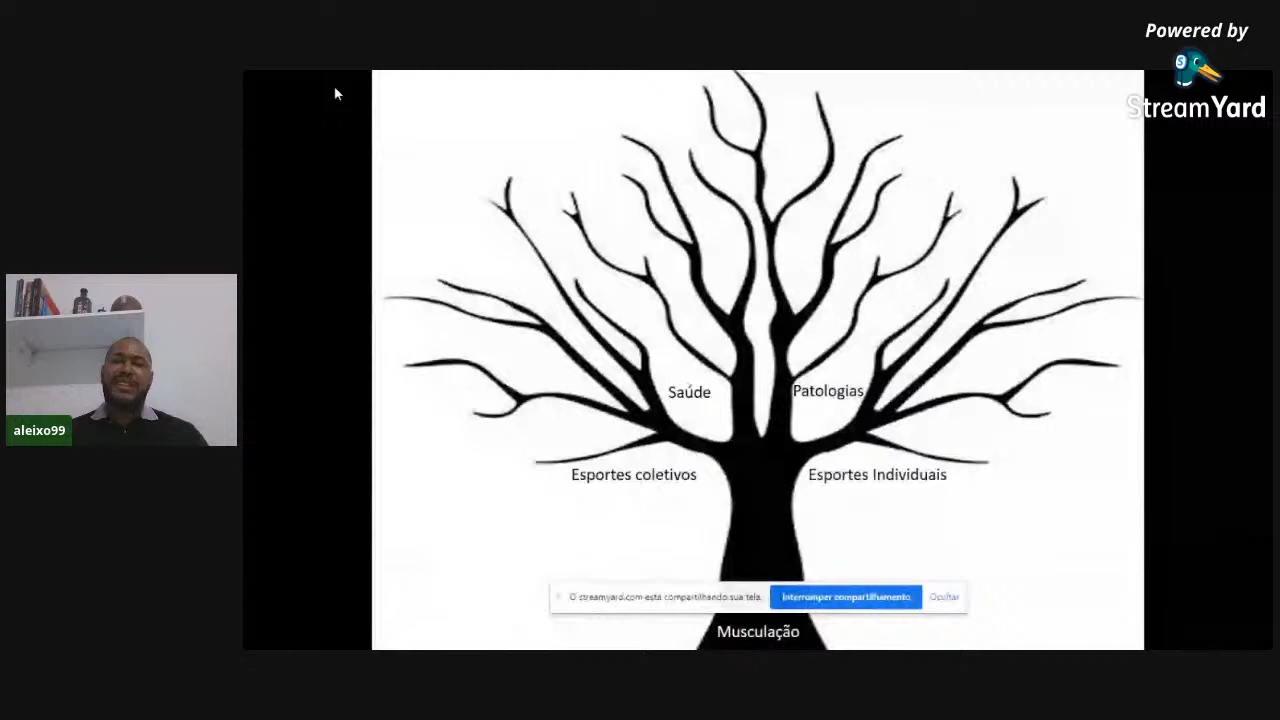 Powered by
StreamYard
aleixo99
Saúde
Patologias
Esportes coletivos
Esportes Individuais
O streamyard.com está compartilhando sua tela.
Interromper compartilhamento
Ocultar
Musculação